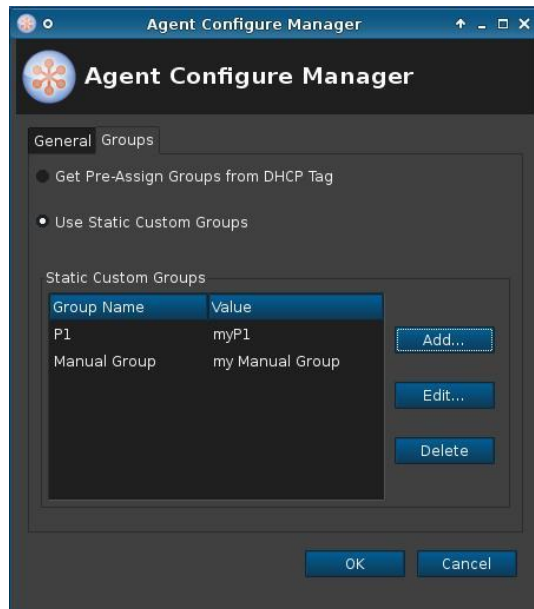 Agent Configure Manager
Agent Configure Manager
General Groups
Get Pre-Assign Groups from DHCP Tag
Use Static Custom Groups
Static Custom Groups
Group Name Value
P1 myP1
Manual Group my Manual Group
Add...
Edit...
Delete
OK Cancel